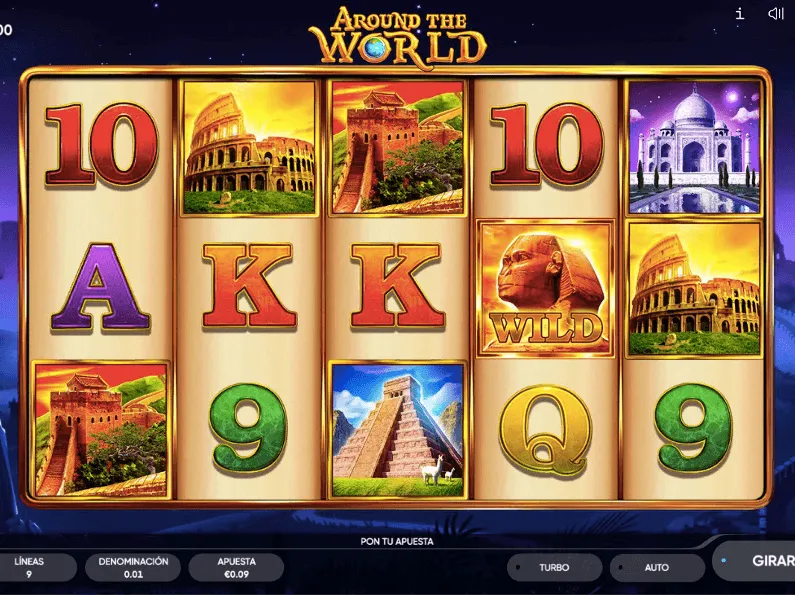 AROUND THE
WORLD
i
00
10
10
A
K
K
WILD
9
Q
9
PON TU APUESTA
LÍNEAS
9
DENOMINACIÓN
0.01
APUESTA
€0.09
TURBO
AUTO
GIRAR